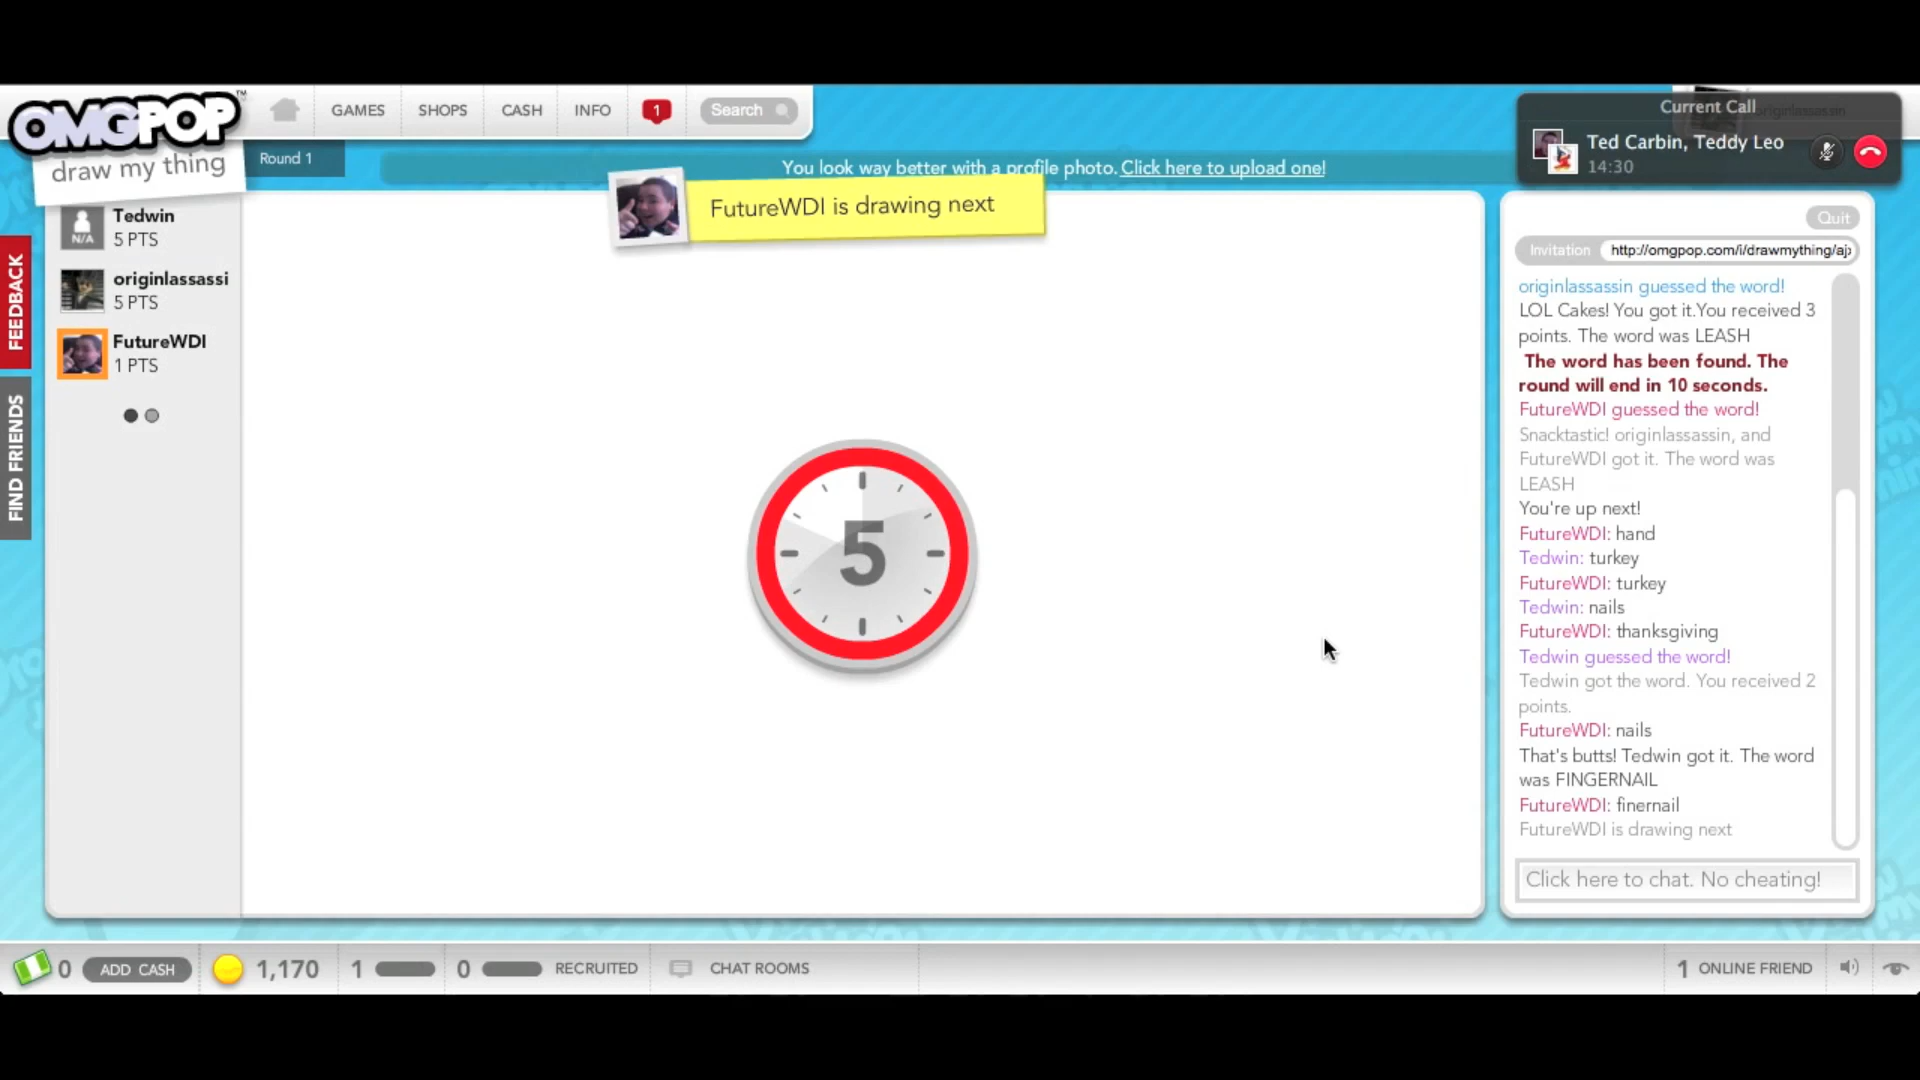 OMGPOP™
draw my thing
GAMES
SHOPS
CASH
INFO
1
Search
Round 1
You look way better with a profile photo. Click here to upload one!
FutureWDI is drawing next
Current Call
originlassassin
Ted Carbin, Teddy Leo
14:30
FEEDBACK
FIND FRIENDS
N/A
Tedwin
5 PTS
originlassassi
5 PTS
FutureWDI
1 PTS
5
Quit
Invitation
http://omgpop.com/i/drawmything/aj
originlassassin guessed the word!
LOL Cakes! You got it.You received 3
points. The word was LEASH
The word has been found. The
round will end in 10 seconds.
FutureWDI guessed the word!
Snacktastic! originlassassin, and
FutureWDI got it. The word was
LEASH
You're up next!
FutureWDI: hand
Tedwin: turkey
FutureWDI: turkey
Tedwin: nails
FutureWDI: thanksgiving
Tedwin guessed the word!
Tedwin got the word. You received 2
points.
FutureWDI: nails
That's butts! Tedwin got it. The word
was FINGERNAIL
FutureWDI: finernail
FutureWDI is drawing next
Click here to chat. No cheating!
0
ADD CASH
1,170
1
0
RECRUITED
CHAT ROOMS
1 ONLINE FRIEND